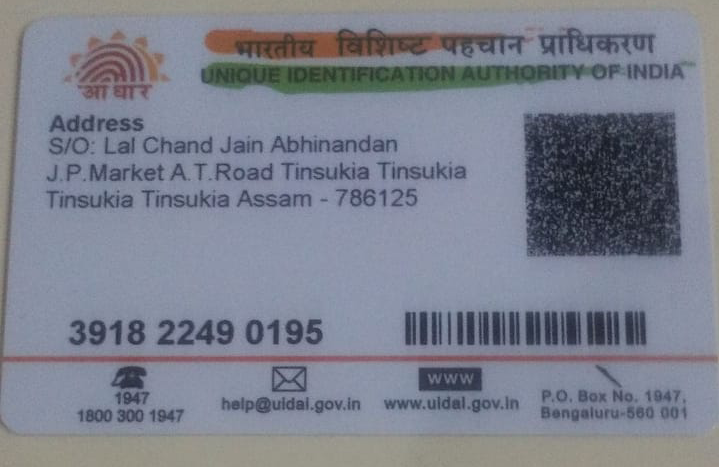 भारतीय विशिष्ट पहचान प्राधिकरण
UNIQUE IDENTIFICATION AUTHORITY OF INDIA
आधार
Address
S/O: Lal Chand Jain Abhinandan
J.P.Market A.T.Road Tinsukia Tinsukia
Tinsukia Tinsukia Assam - 786125
3918 2249 0195
1947
1800 300 1947
help@uidai.gov.in
WWW
www.uidai.gov.in
P.O. Box No. 1947,
Bengaluru-560 001